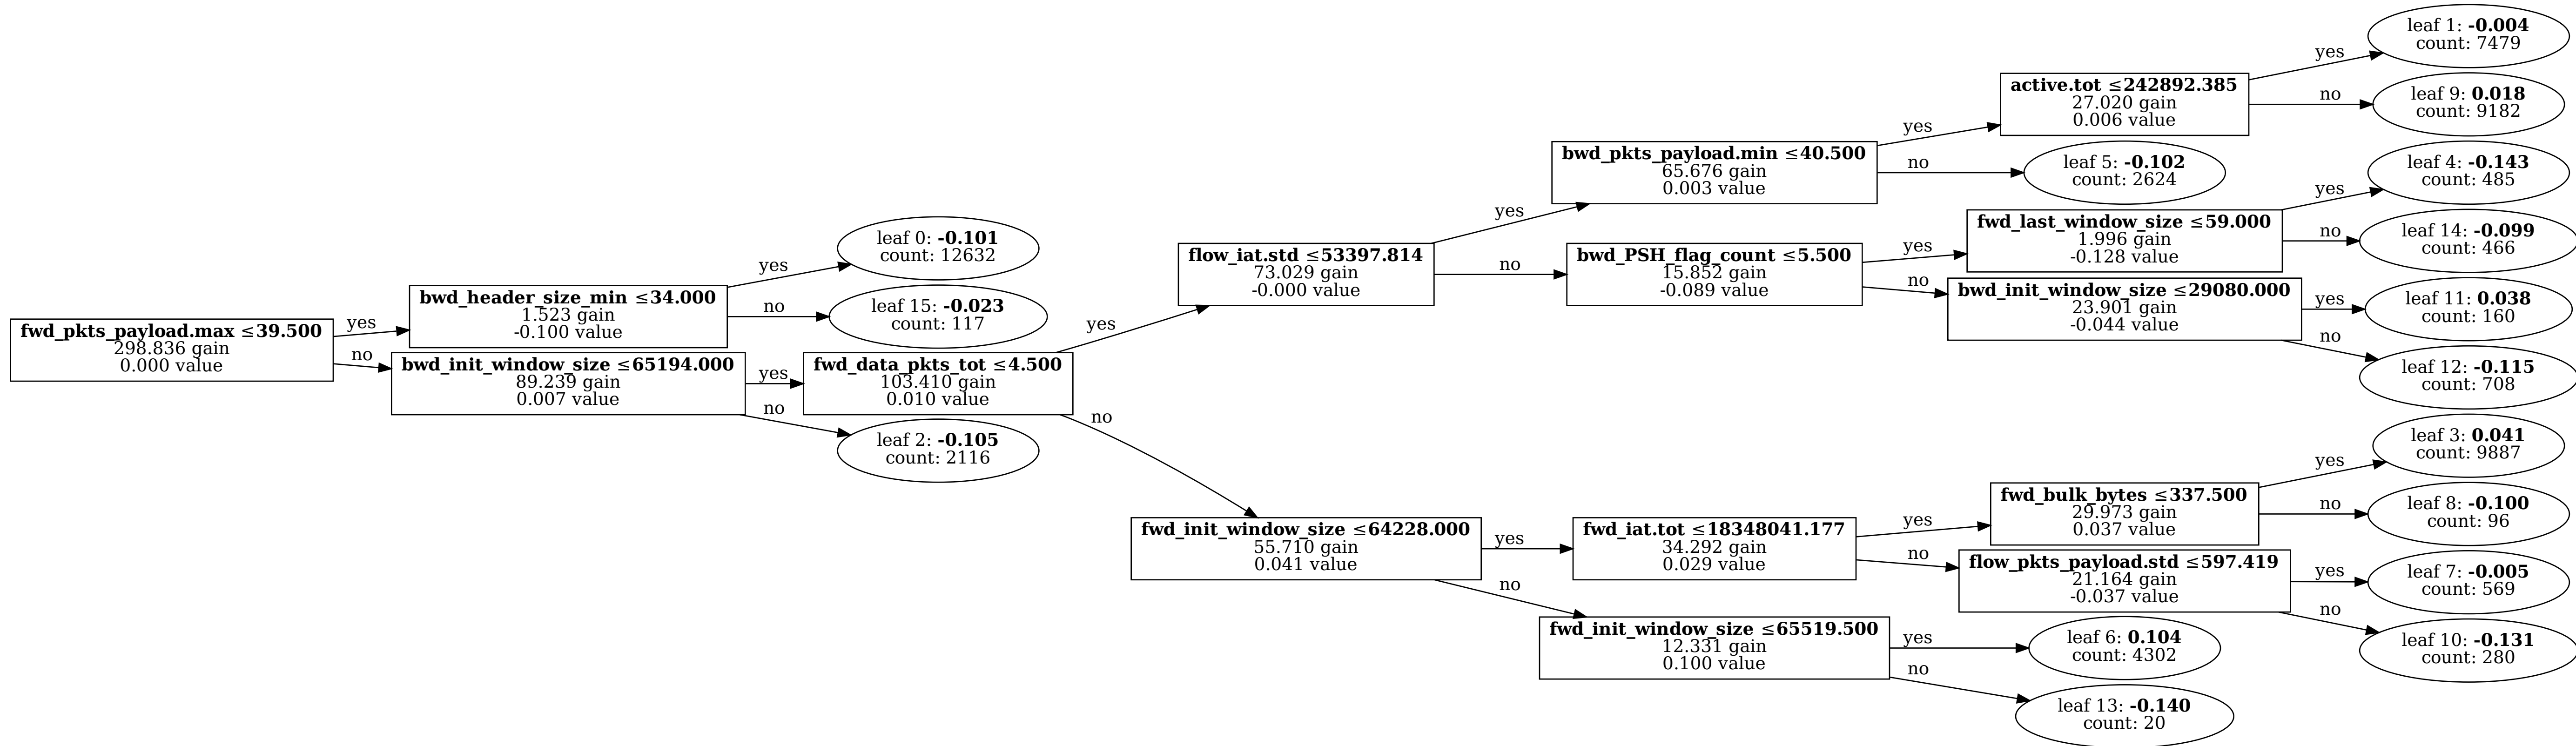 fwd_pkts_payload.max ≤39.500
298.836 gain
0.000 value
yes
no
bwd_header_size_min ≤34.000
1.523 gain
-0.100 value
yes
no
leaf 0: -0.101
count: 12632
leaf 15: -0.023
count: 117
bwd_init_window_size ≤65194.000
89.239 gain
0.007 value
yes
no
leaf 2: -0.105
count: 2116
fwd_data_pkts_tot ≤4.500
103.410 gain
0.010 value
yes
no
flow_iat.std ≤53397.814
73.029 gain
-0.000 value
yes
no
bwd_pkts_payload.min ≤40.500
65.676 gain
0.003 value
yes
no
active.tot ≤242892.385
27.020 gain
0.006 value
yes
no
leaf 1: -0.004
count: 7479
leaf 9: 0.018
count: 9182
leaf 5: -0.102
count: 2624
bwd_PSH_flag_count ≤5.500
15.852 gain
-0.089 value
yes
no
fwd_last_window_size ≤59.000
1.996 gain
-0.128 value
yes
no
leaf 4: -0.143
count: 485
leaf 14: -0.099
count: 466
bwd_init_window_size ≤29080.000
23.901 gain
-0.044 value
yes
no
leaf 11: 0.038
count: 160
leaf 12: -0.115
count: 708
fwd_init_window_size ≤64228.000
55.710 gain
0.041 value
yes
no
fwd_iat.tot ≤18348041.177
34.292 gain
0.029 value
yes
no
fwd_bulk_bytes ≤337.500
29.973 gain
0.037 value
yes
no
leaf 3: 0.041
count: 9887
leaf 8: -0.100
count: 96
flow_pkts_payload.std ≤597.419
21.164 gain
-0.037 value
yes
no
leaf 7: -0.005
count: 569
leaf 10: -0.131
count: 280
fwd_init_window_size ≤65519.500
12.331 gain
0.100 value
yes
no
leaf 6: 0.104
count: 4302
leaf 13: -0.140
count: 20